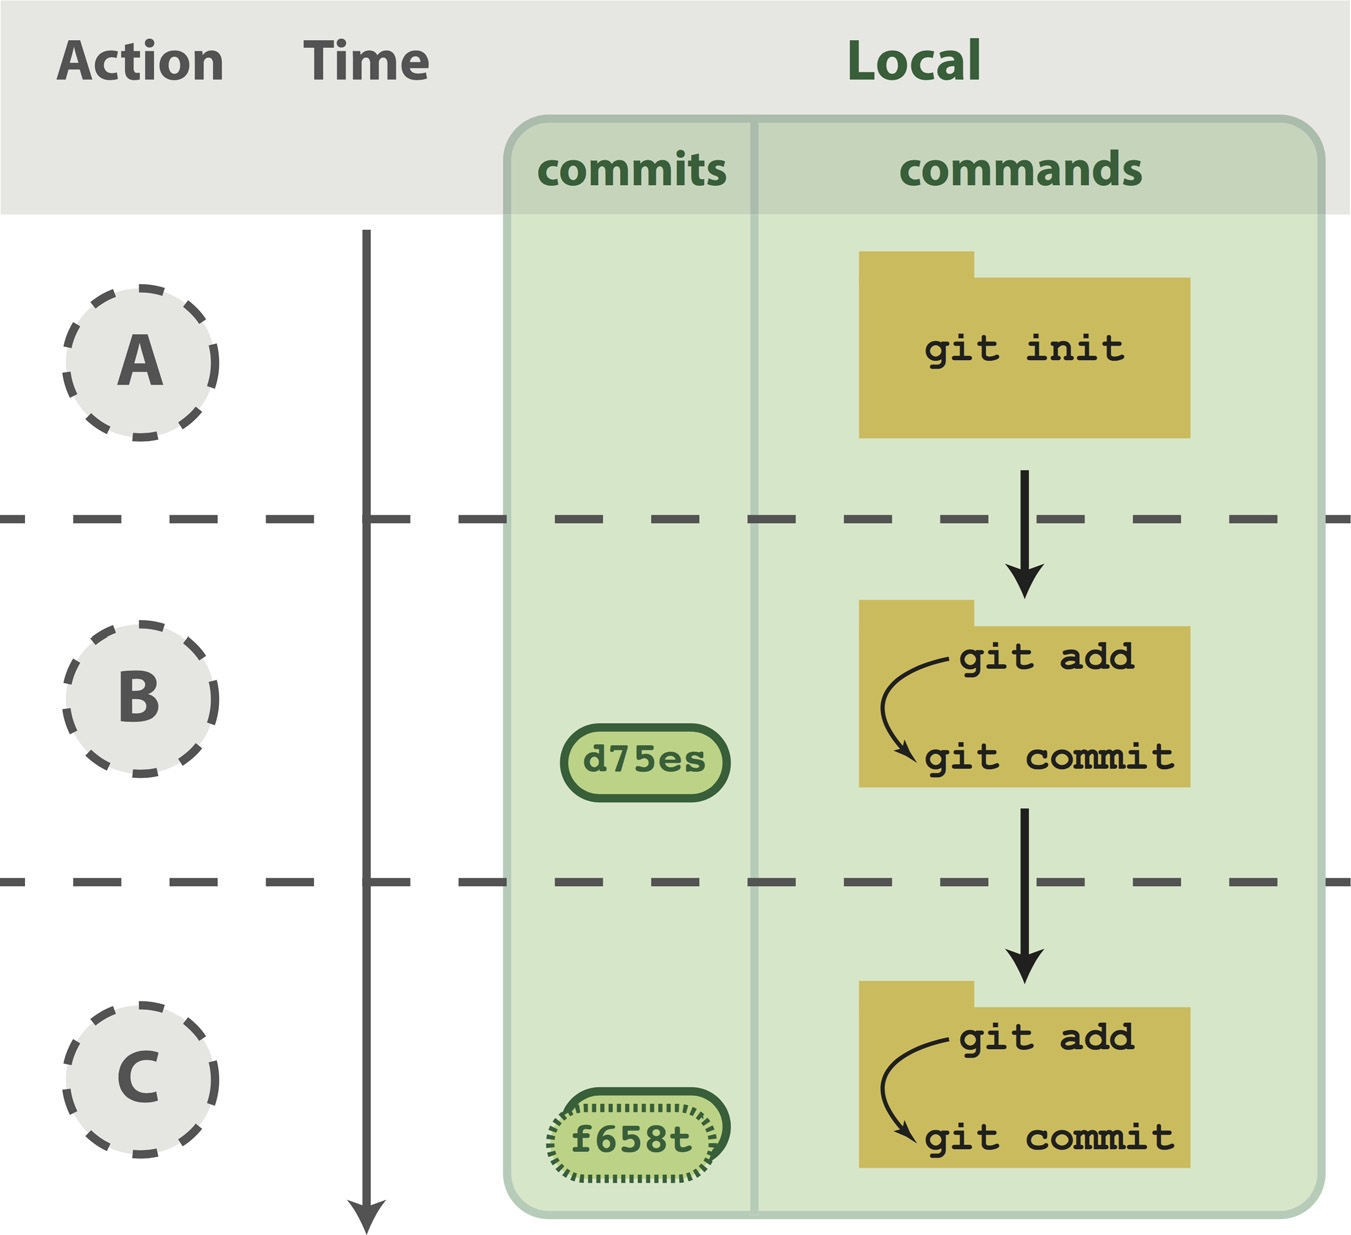 Action Time Local
commits commands
A
git init
B
git add
d75es
git commit
C
git add
f658t
git commit